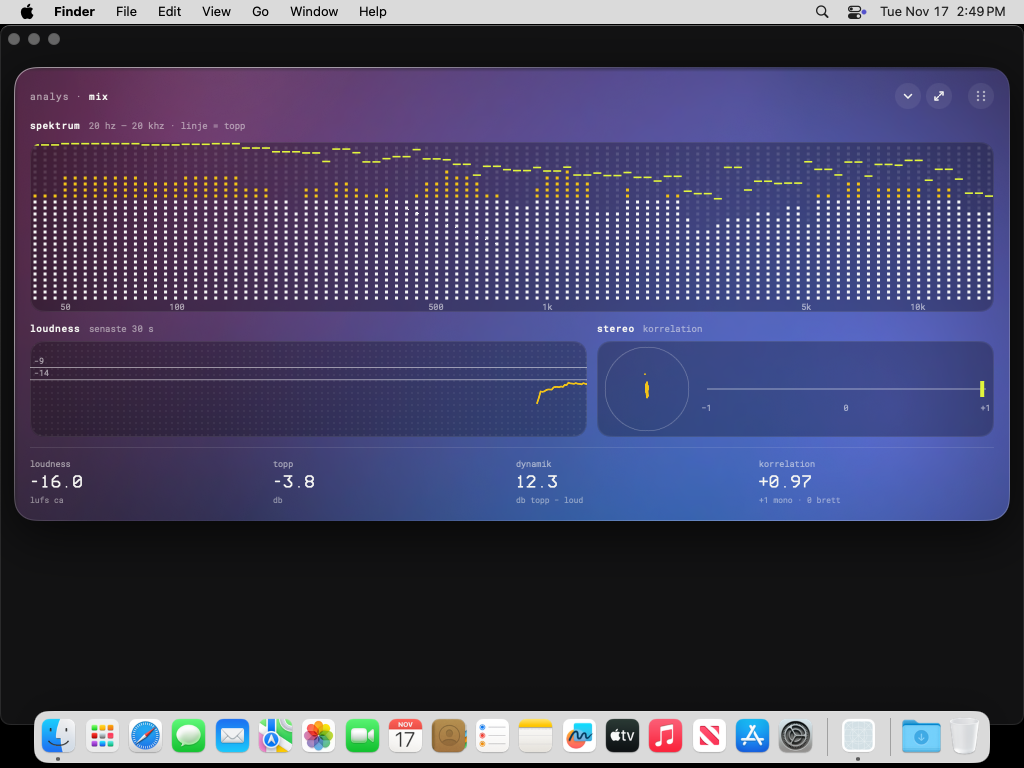 Finder File Edit View Go Window Help Tue Nov 17 2:49 PM
analys · mix
spektrum 20 hz – 20 khz · linje = topp
50 100 500 1k 5k 10k
loudness senaste 30 s
stereo korrelation
-9
-14
-1 0 +1
loudness topp dynamik korrelation
-16.0 -3.8 12.3 +0.97
lufs ca db db topp – loud +1 mono · 0 brett
NOV
17
tv